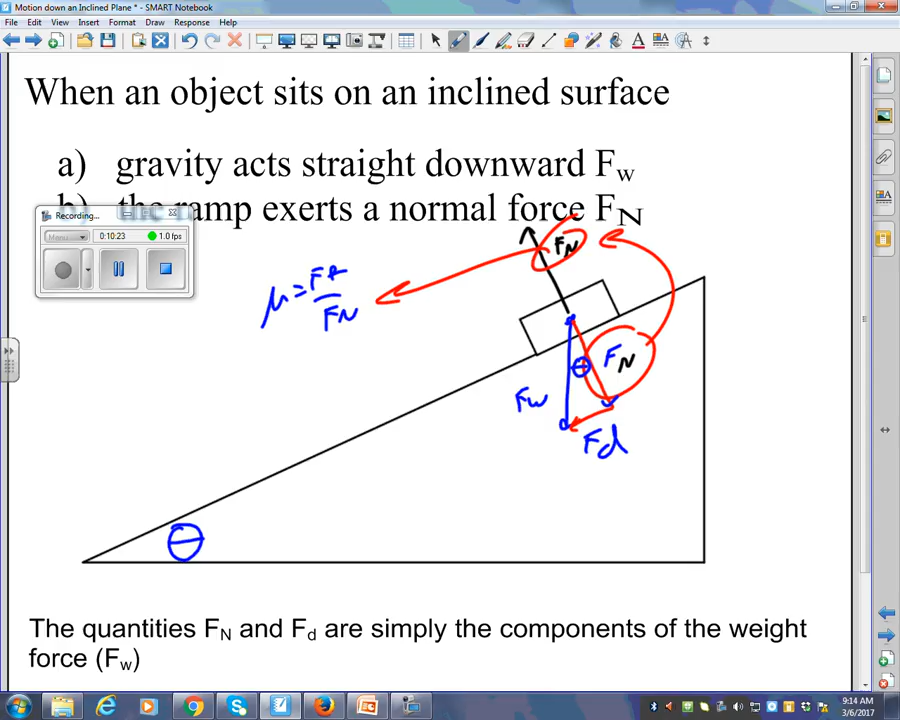 Motion down an Inclined Plane * - SMART Notebook
File Edit View Insert Format Draw Response Help
When an object sits on an inclined surface
a) gravity acts straight downward Fw
b) the ramp exerts a normal force FN
Recording...
Menu
0:10:23 1.0 fps
FN
μ = Ff
FN
θ FN
Fw
Fd
θ
The quantities FN and Fd are simply the components of the weight
force (Fw)
9:14 AM
3/6/2017